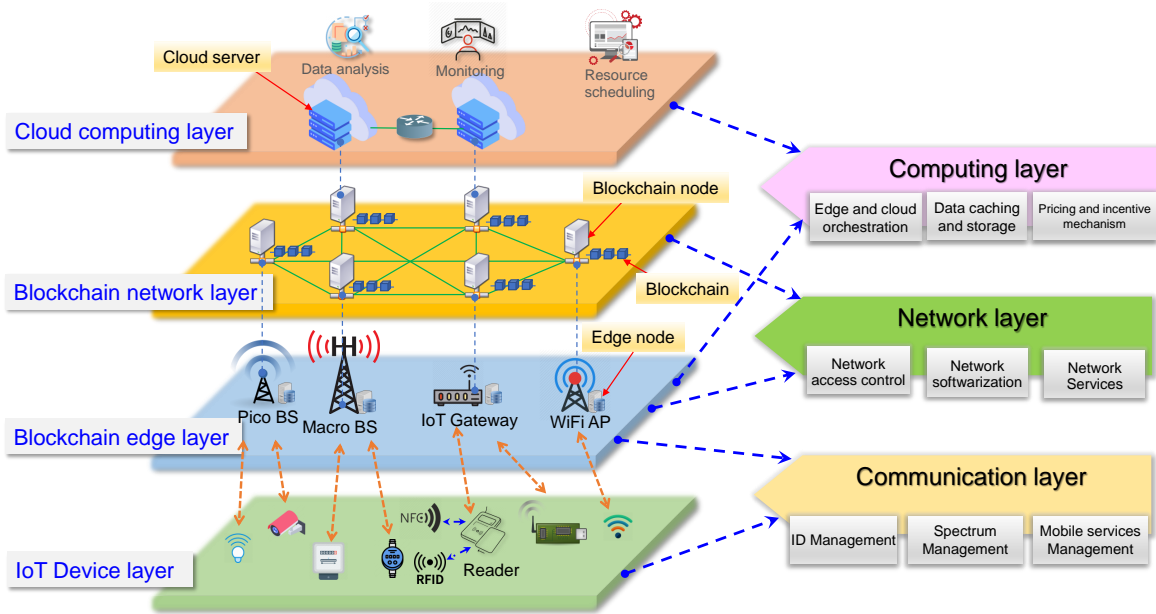 Cloud server
Data analysis
Monitoring
Resource
scheduling
Cloud computing layer
Computing layer
Edge and cloud
orchestration
Data caching
and storage
Pricing and incentive
mechanism
Blockchain node
Blockchain
Blockchain network layer
Network layer
Network
access control
Network
softwarization
Network
Services
Edge node
Pico BS
Macro BS
IoT Gateway
WiFi AP
Blockchain edge layer
Communication layer
ID Management
Spectrum
Management
Mobile services
Management
NFC
RFID
Reader
IoT Device layer